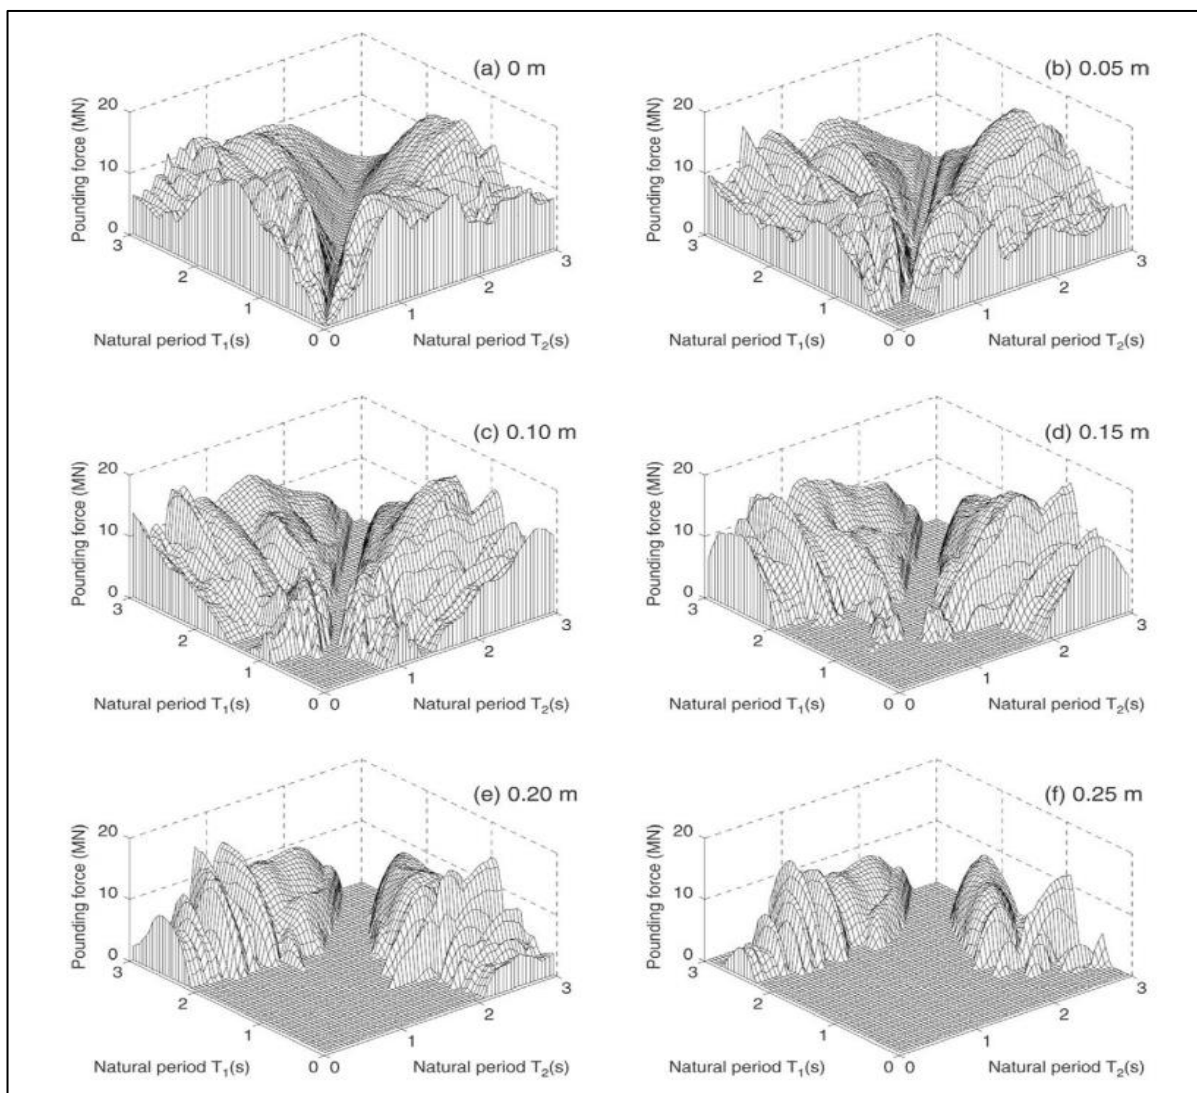 (a) 0 m
Pounding force (MN)
20
10
0
3
2
1
0
0
1
2
3
Natural period T₁(s)
Natural period T₂(s)
(b) 0.05 m
Pounding force (MN)
20
10
0
3
2
1
0
0
1
2
3
Natural period T₁(s)
Natural period T₂(s)
(c) 0.10 m
Pounding force (MN)
20
10
0
3
2
1
0
0
1
2
3
Natural period T₁(s)
Natural period T₂(s)
(d) 0.15 m
Pounding force (MN)
20
10
0
3
2
1
0
0
1
2
3
Natural period T₁(s)
Natural period T₂(s)
(e) 0.20 m
Pounding force (MN)
20
10
0
3
2
1
0
0
1
2
3
Natural period T₁(s)
Natural period T₂(s)
(f) 0.25 m
Pounding force (MN)
20
10
0
3
2
1
0
0
1
2
3
Natural period T₁(s)
Natural period T₂(s)